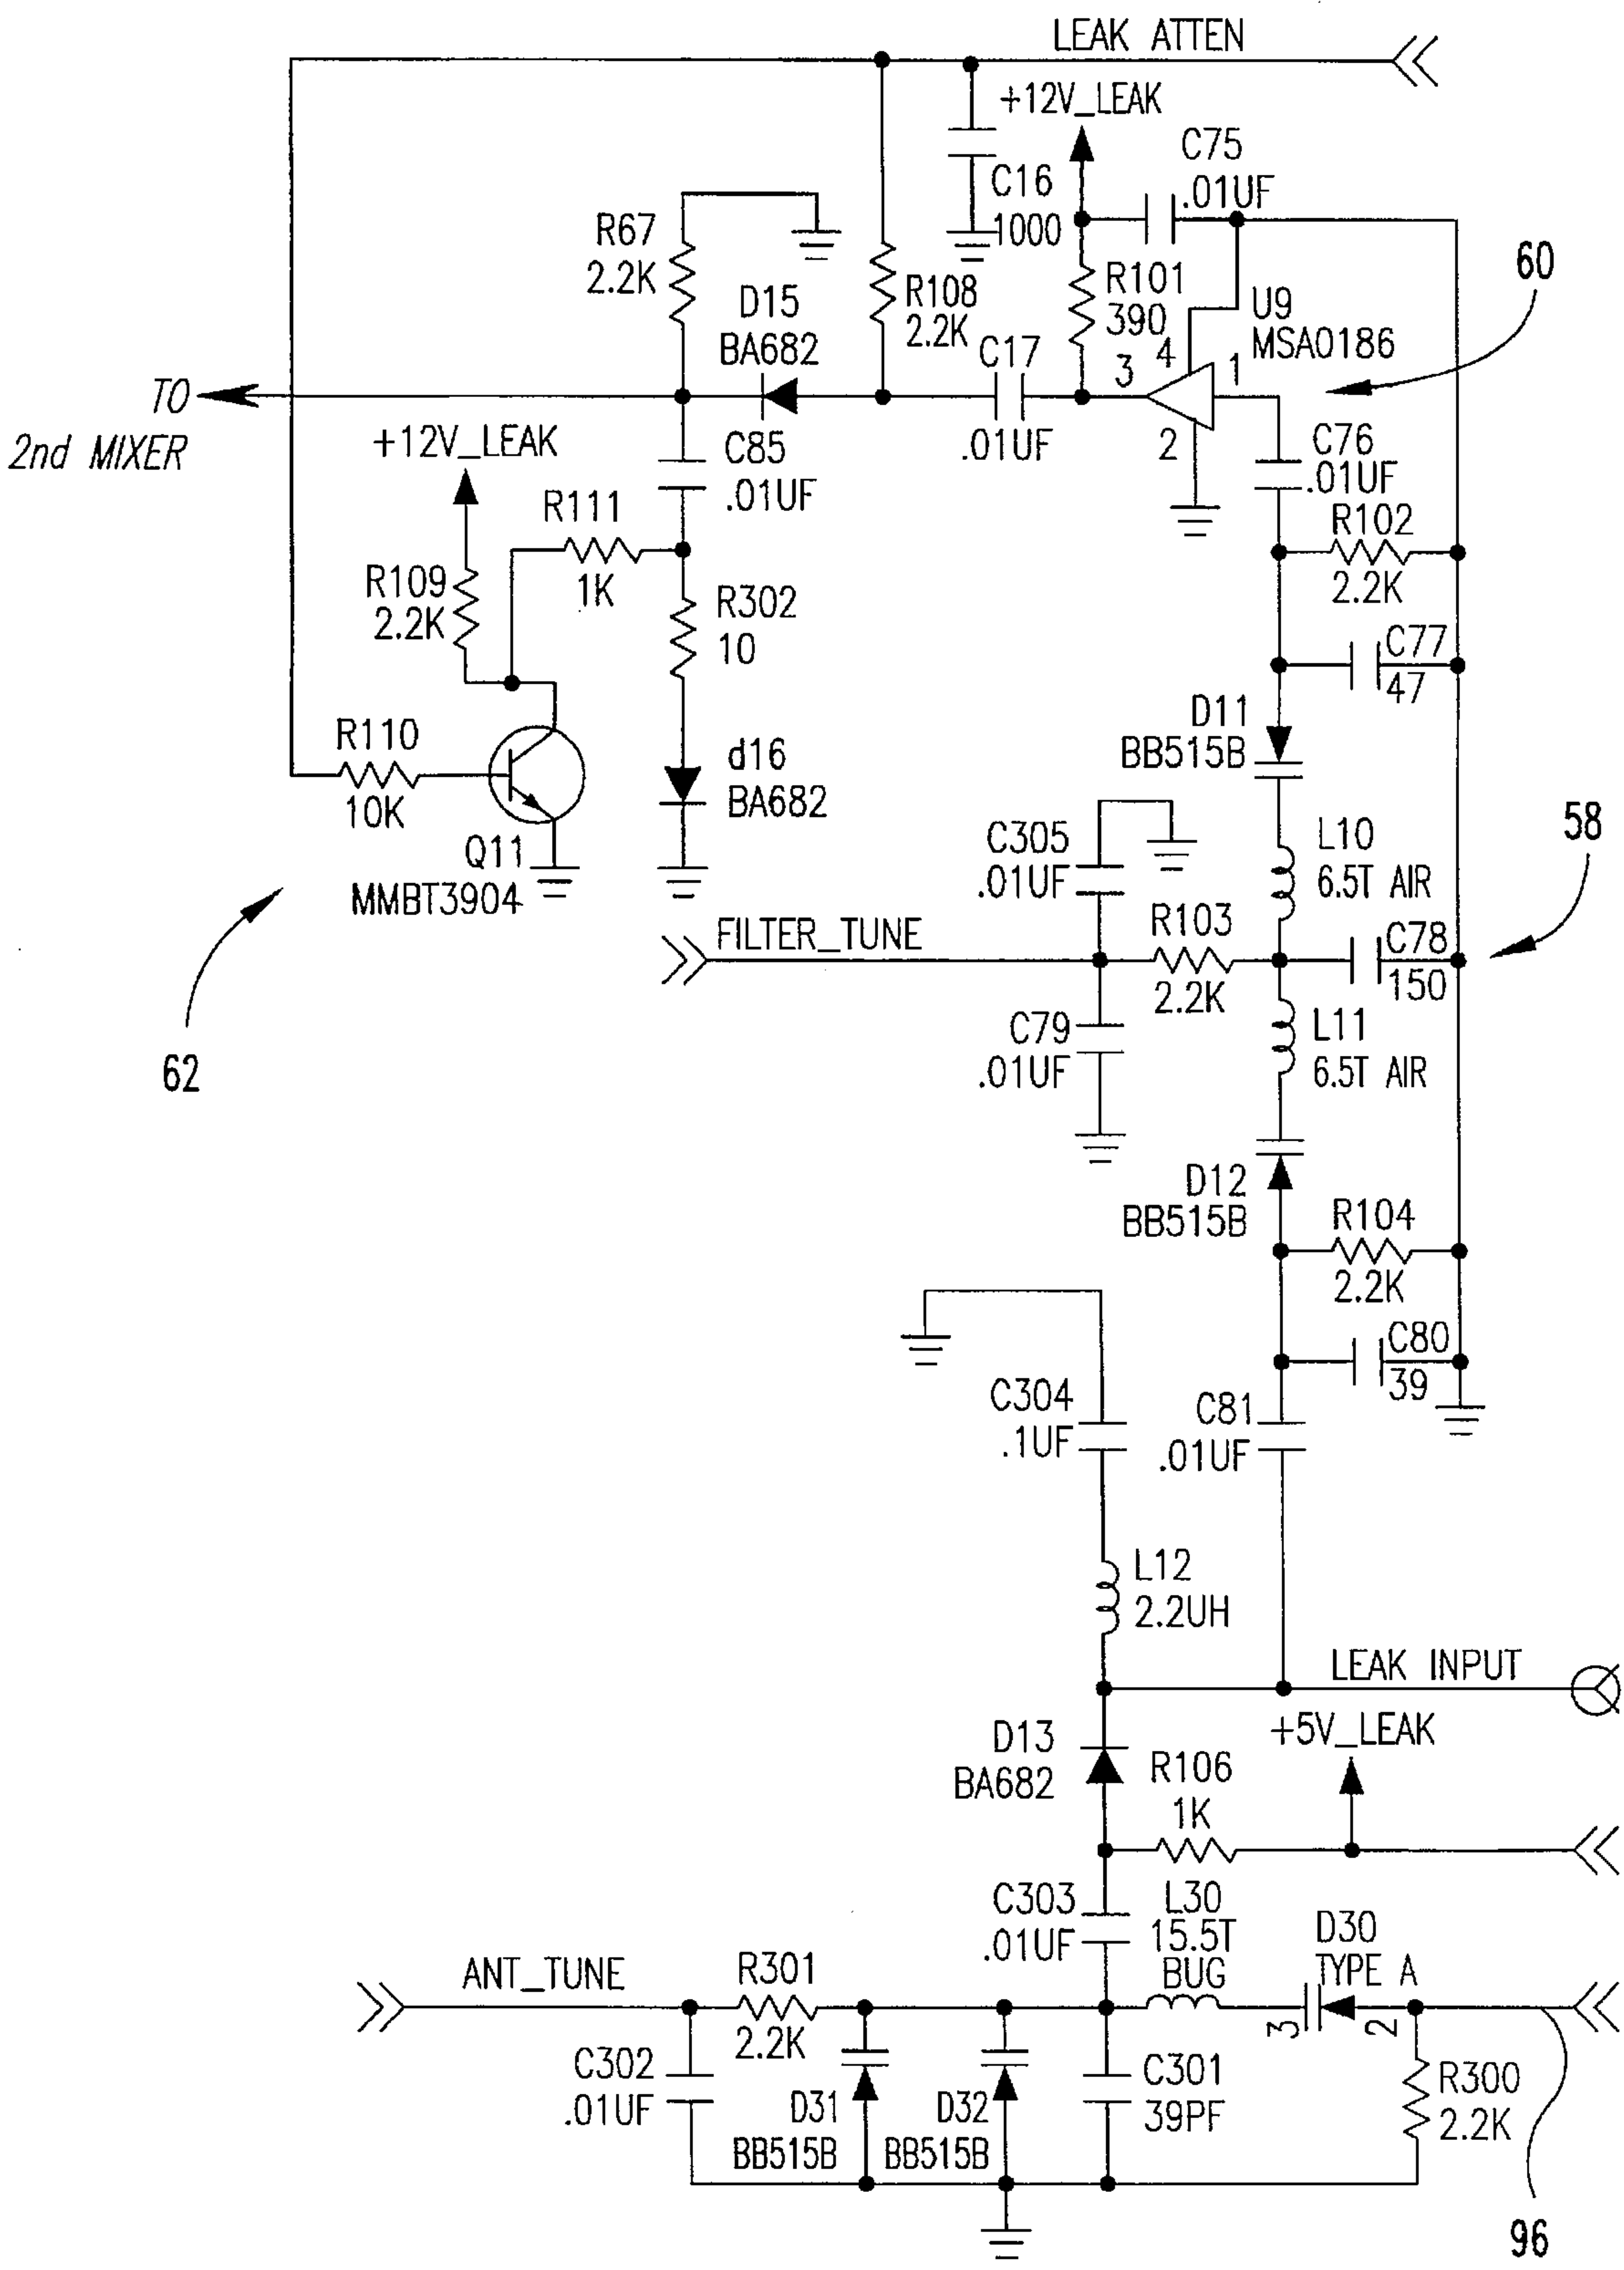 LEAK ATTEN
+12V_LEAK
C16
1000
C75
.01UF
R67
2.2K
D15
BA682
R108
2.2K
R101
390
C17
.01UF
3
4
1
2
U9
MSA0186
60
TO
2nd MIXER
+12V_LEAK
C85
.01UF
C76
.01UF
R111
1K
R102
2.2K
R109
2.2K
R302
10
C77
47
R110
10K
Q11
MMBT3904
d16
BA682
D11
BB515B
62
C305
.01UF
L10
6.5T AIR
58
FILTER_TUNE
R103
2.2K
C78
150
C79
.01UF
L11
6.5T AIR
D12
BB515B
R104
2.2K
C80
39
C304
.1UF
C81
.01UF
L12
2.2UH
LEAK INPUT
D13
BA682
R106
1K
+5V_LEAK
C303
.01UF
L30
15.5T
BUG
D30
TYPE A
3
2
ANT_TUNE
R301
2.2K
C302
.01UF
D31
BB515B
D32
BB515B
C301
39PF
R300
2.2K
96